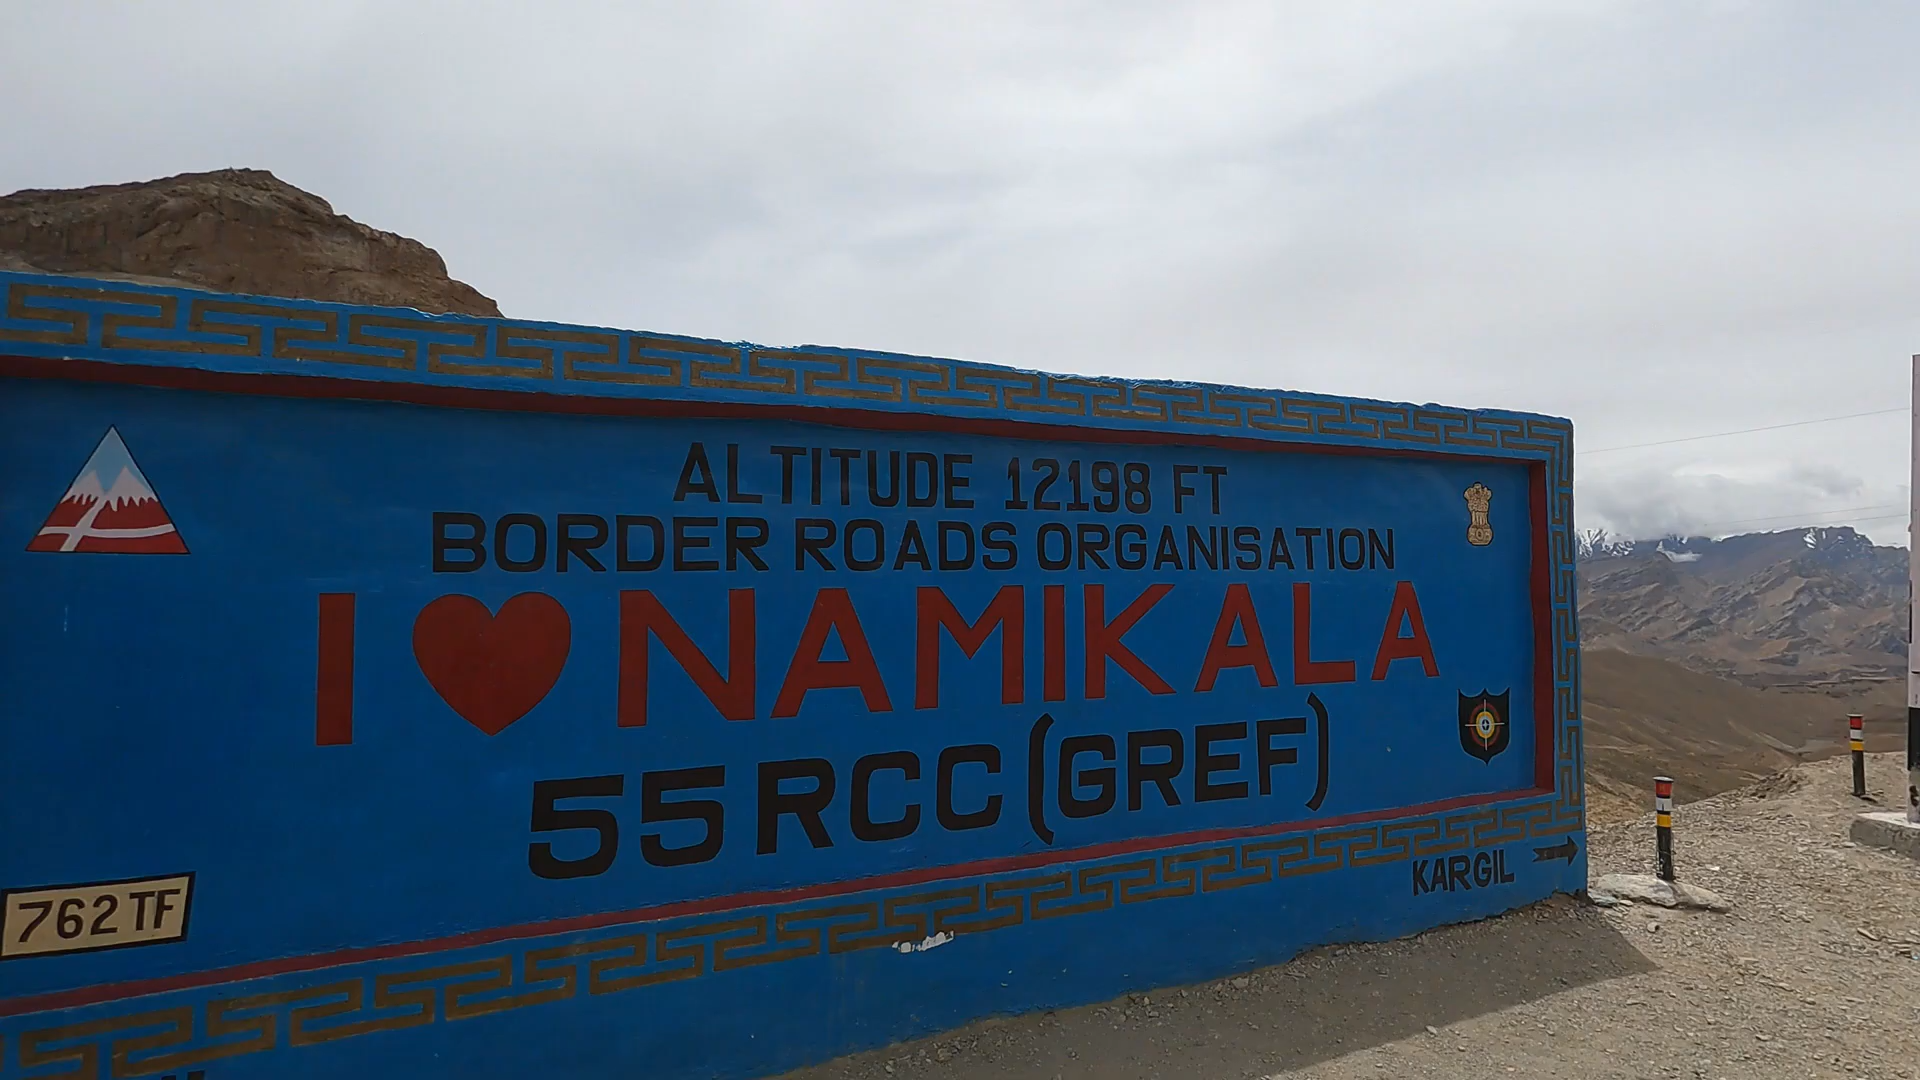 ALTITUDE 12198 FT
BORDER ROADS ORGANISATION
I ❤ NAMIKALA
55 RCC (GREF)
762 TF
KARGIL